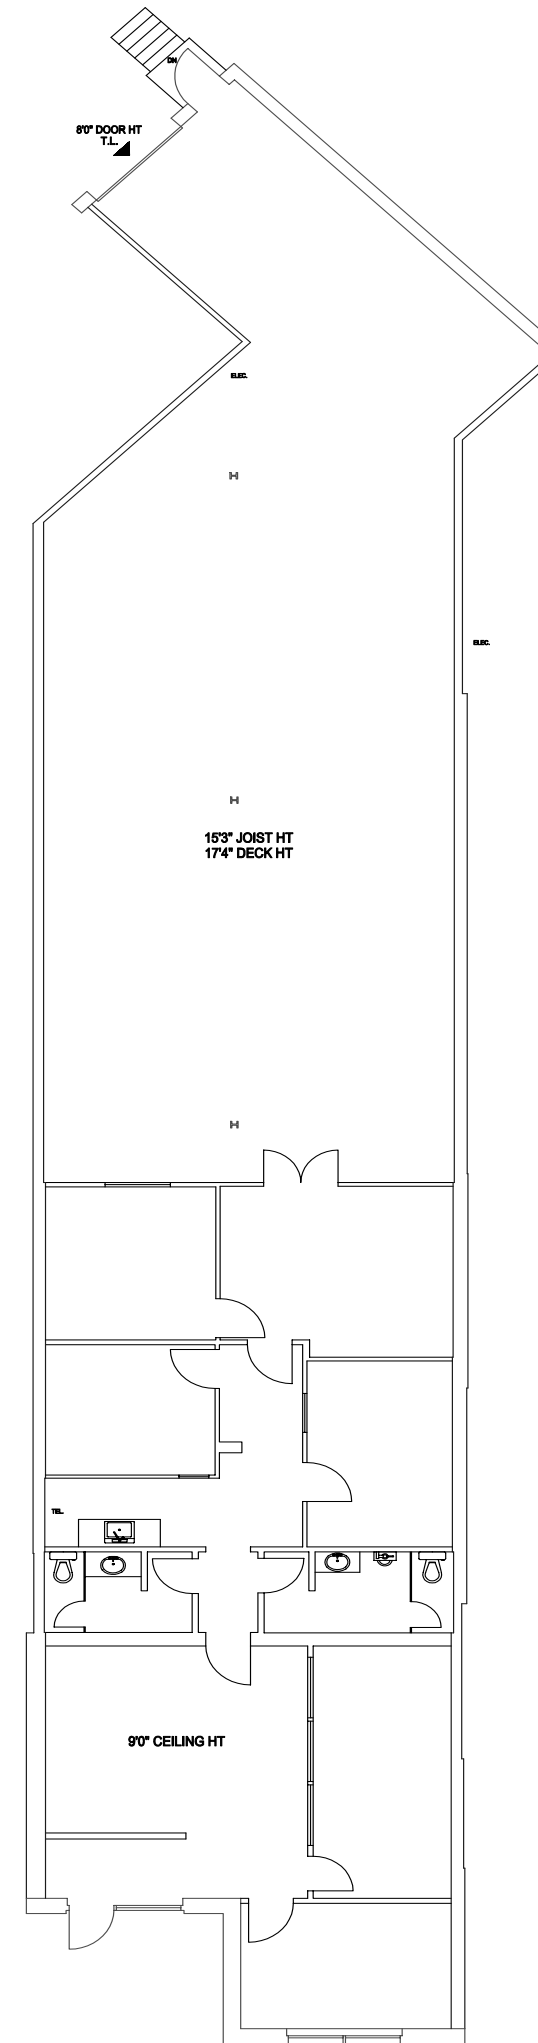 DN
8'0" DOOR HT
T.L.
ELEC.
ELEC.
15'3" JOIST HT
17'4" DECK HT
TEL.
9'0" CEILING HT